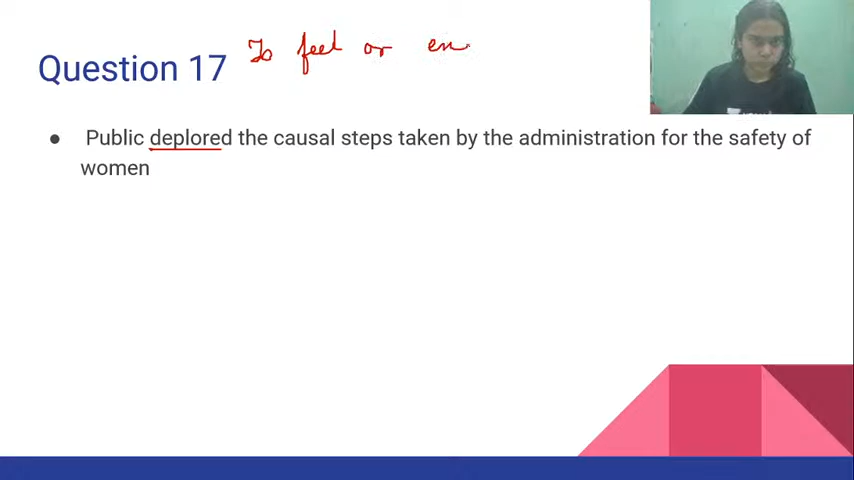 To feel or en
Question 17
● Public deplored the causal steps taken by the administration for the safety of
women